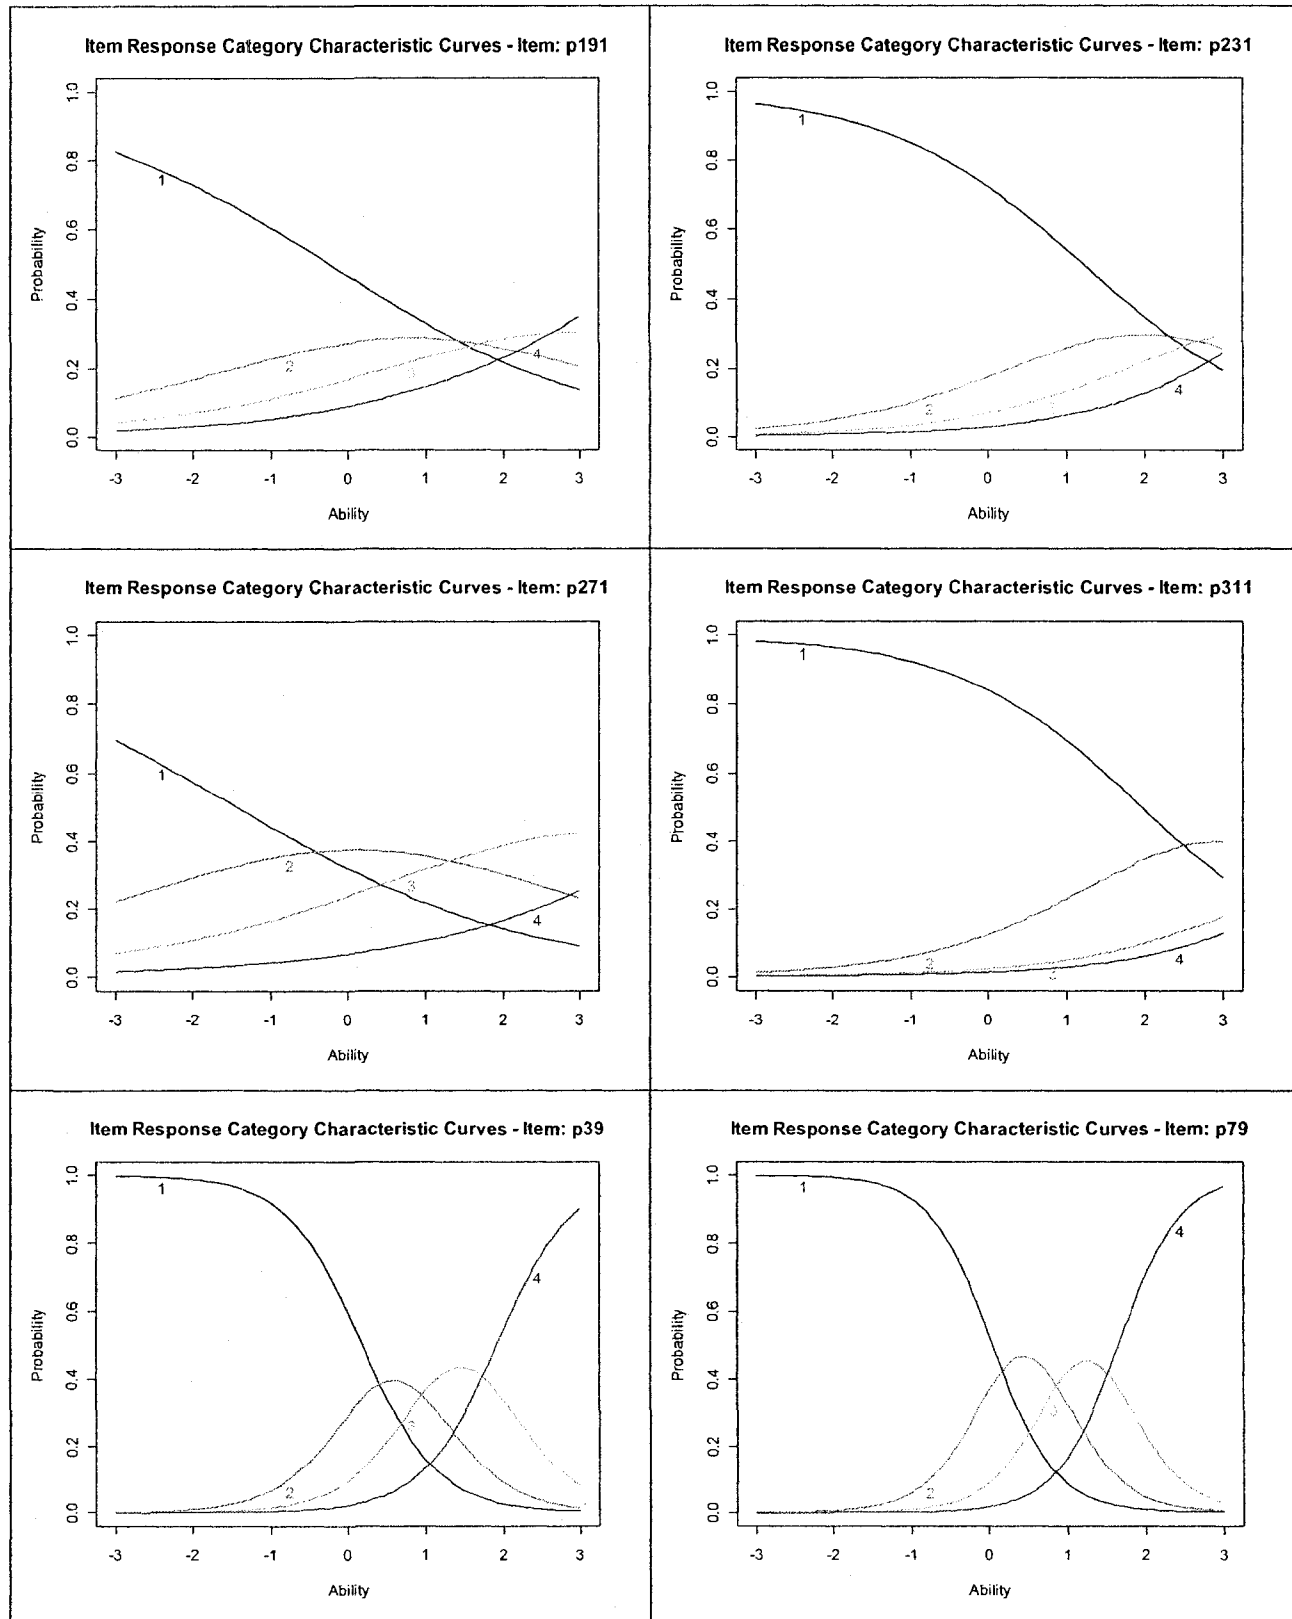 Item Response Category Characteristic Curves - Item: p191
Probability
0.0 0.2 0.4 0.6 0.8 1.0
1
2
3
4
-3 -2 -1 0 1 2 3
Ability
Item Response Category Characteristic Curves - Item: p231
Probability
0.0 0.2 0.4 0.6 0.8 1.0
1
2
4
-3 -2 -1 0 1 2 3
Ability
Item Response Category Characteristic Curves - Item: p271
Probability
0.0 0.2 0.4 0.6 0.8 1.0
1
2
3
4
-3 -2 -1 0 1 2 3
Ability
Item Response Category Characteristic Curves - Item: p311
Probability
0.0 0.2 0.4 0.6 0.8 1.0
1
2
3
4
-3 -2 -1 0 1 2 3
Ability
Item Response Category Characteristic Curves - Item: p39
Probability
0.0 0.2 0.4 0.6 0.8 1.0
1
2
3
4
-3 -2 -1 0 1 2 3
Ability
Item Response Category Characteristic Curves - Item: p79
Probability
0.0 0.2 0.4 0.6 0.8 1.0
1
2
3
4
-3 -2 -1 0 1 2 3
Ability